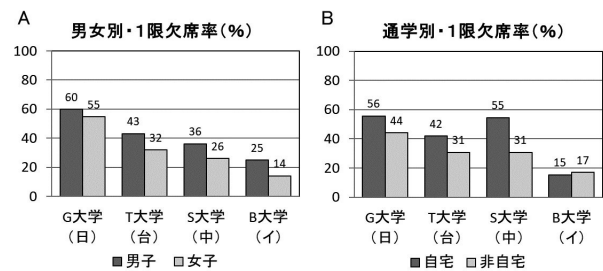 A
男女別・1限欠席率(%)
100
80
60
40
20
0
60
55
43
32
36
26
25
14
G大学
(日)
T大学
(台)
S大学
(中)
B大学
(イ)
男子 女子
B
通学別・1限欠席率(%)
100
80
60
40
20
0
56
44
42
31
55
31
15
17
G大学
(日)
T大学
(台)
S大学
(中)
B大学
(イ)
自宅 非自宅